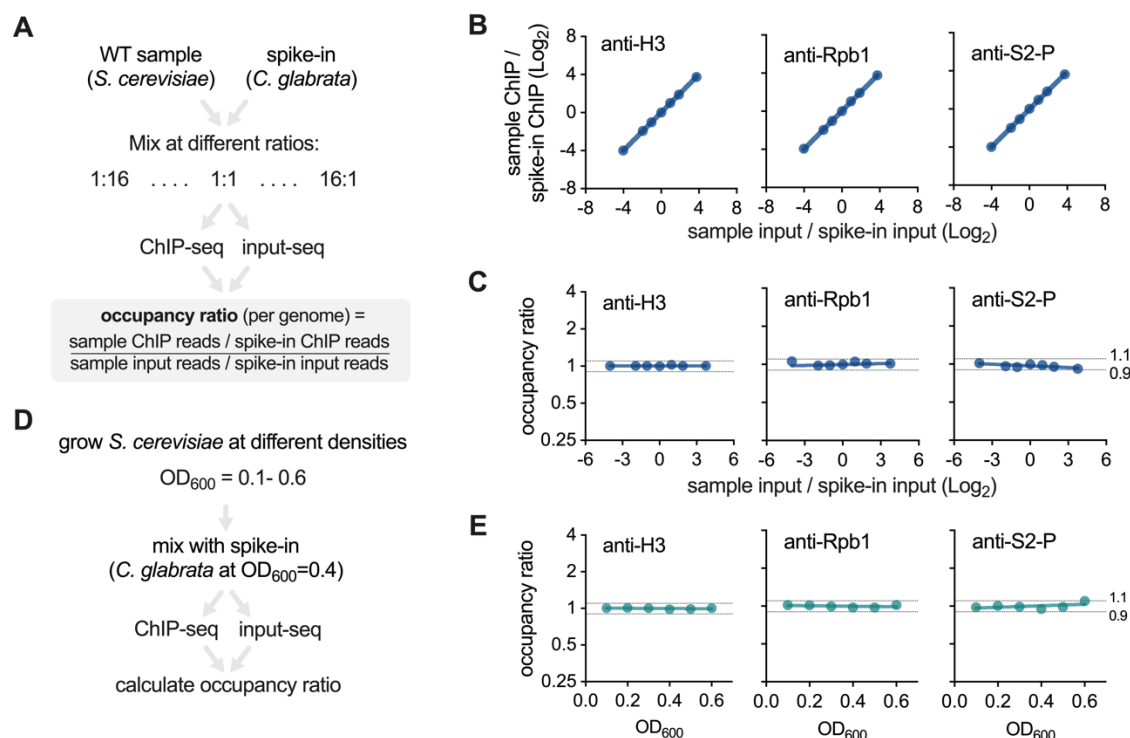 A
WT sample
(S. cerevisiae)
spike-in
(C. glabrata)
Mix at different ratios:
1:16 . . . . 1:1 . . . . 16:1
ChIP-seq input-seq
occupancy ratio (per genome) =
sample ChIP reads / spike-in ChIP reads
sample input reads / spike-in input reads
B
sample ChIP /
spike-in ChIP (Log2)
8
4
0
-4
-8
anti-H3
anti-Rpb1
anti-S2-P
-8 -4 0 4 8
-8 -4 0 4 8
-8 -4 0 4 8
sample input / spike-in input (Log2)
C
occupancy ratio
4
2
1
0.5
0.25
anti-H3
anti-Rpb1
anti-S2-P
1.1
0.9
-6 -3 0 3 6
-6 -3 0 3 6
-6 -3 0 3 6
sample input / spike-in input (Log2)
D
grow S. cerevisiae at different densities
OD600 = 0.1- 0.6
mix with spike-in
(C. glabrata at OD600=0.4)
ChIP-seq input-seq
calculate occupancy ratio
E
occupancy ratio
4
2
1
0.5
0.25
anti-H3
anti-Rpb1
anti-S2-P
1.1
0.9
0.0 0.2 0.4 0.6
0.0 0.2 0.4 0.6
0.0 0.2 0.4 0.6
OD600
OD600
OD600